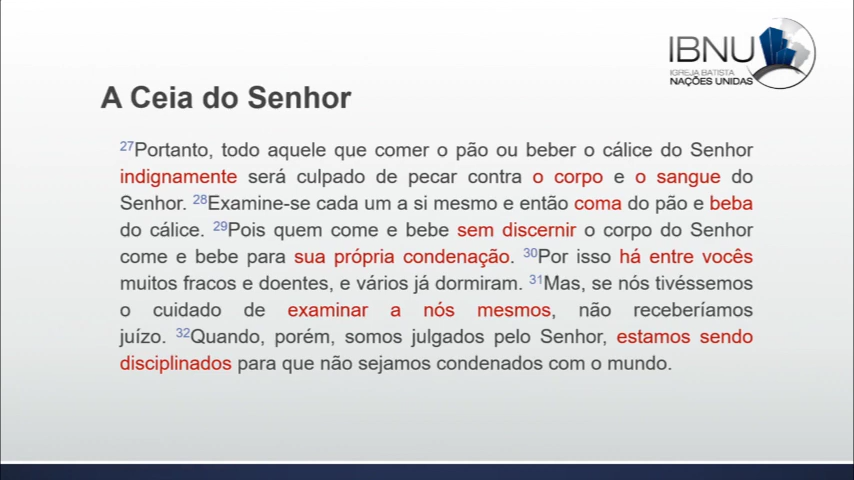 IBNU
IGREJA BATISTA
NAÇÕES UNIDAS
A Ceia do Senhor
27Portanto, todo aquele que comer o pão ou beber o cálice do Senhor
indignamente será culpado de pecar contra o corpo e o sangue do
Senhor. 28Examine-se cada um a si mesmo e então coma do pão e beba
do cálice. 29Pois quem come e bebe sem discernir o corpo do Senhor
come e bebe para sua própria condenação. 30Por isso há entre vocês
muitos fracos e doentes, e vários já dormiram. 31Mas, se nós tivéssemos
o cuidado de examinar a nós mesmos, não receberíamos
juízo. 32Quando, porém, somos julgados pelo Senhor, estamos sendo
disciplinados para que não sejamos condenados com o mundo.